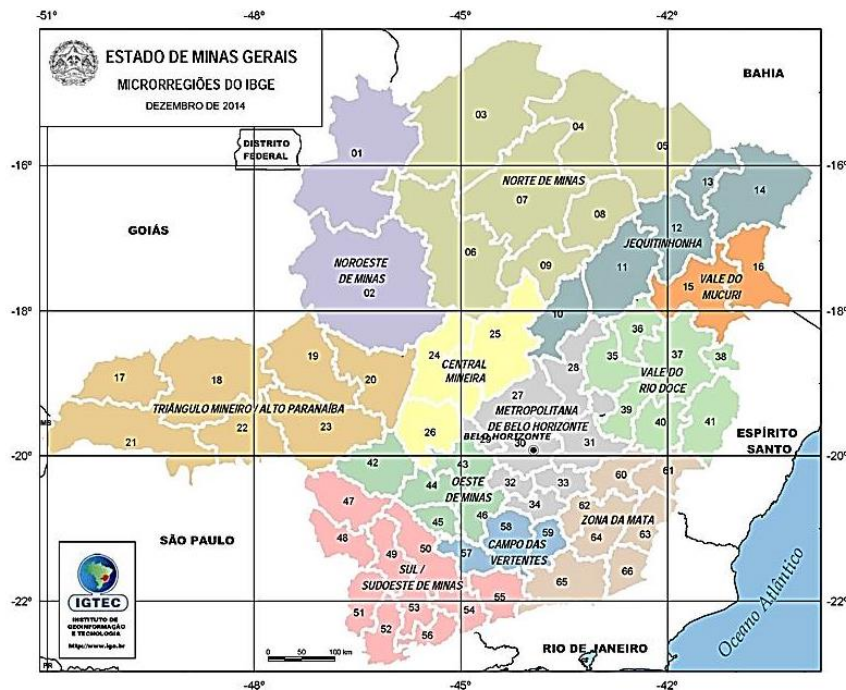 -51°
-48
-45°
-42
ESTADO DE MINAS GERAIS
MICRORREGIÕES DO IBGE
DEZEMBRO DE 2014
BAHIA
DISTRITO
FEDERAL
-16°
-16°
01
03
04
05
13
14
NORTE DE MINAS
07
08
12
JEQUITINHONHA
GOIÁS
NOROESTE
DE MINAS
02
06
09
11
16
15
VALE DO
MUCURI
-18°
-18°
10
17
18
19
20
24
25
CENTRAL
MINEIRA
28
36
35
37
38
VALE DO
RIO DOCE
TRIÂNGULO MINEIRO / ALTO PARANAÍBA
21
22
23
26
27
METROPOLITANA
DE BELO HORIZONTE
29
30
BELO HORIZONTE
31
39
40
41
MS
ESPÍRITO
SANTO
-20°
-20°
42
43
44
OESTE
DE MINAS
45
46
32
33
34
60
61
62
ZONA DA MATA
63
64
65
66
47
48
49
50
SÃO PAULO
SUL /
SUDOESTE DE MINAS
57
58
59
CAMPO DAS
VERTENTES
51
52
53
54
55
56
-22°
-22°
IGTEC
INSTITUTO DE
GEOINFORMAÇÃO
E TECNOLOGIA
PR
0
50
100 km
RIO DE JANEIRO
Oceano Atlântico
-48
-45
-42